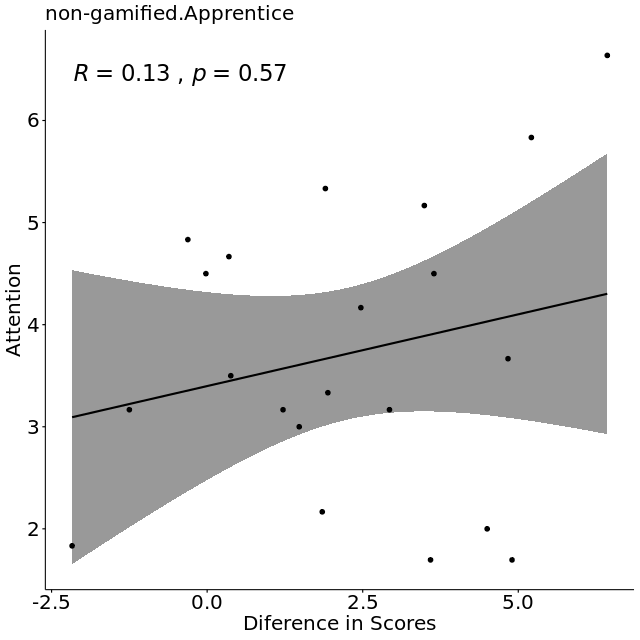 non-gamified.Apprentice
R = 0.13 , p = 0.57
6
5
4
3
2
Attention
-2.5 0.0 2.5 5.0
Diference in Scores